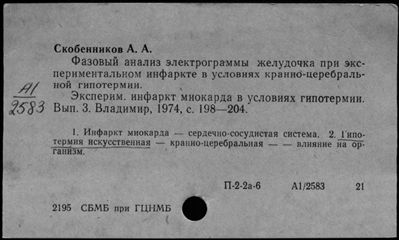 Скобенников А. А.
Фазовый анализ электрограммы желудочка при экс-
периментальном инфаркте в условиях кранио-церебраль-
ной гипотермии.
А1/2583
Эксперим. инфаркт миокарда в условиях гипотермии.
Вып. 3. Владимир, 1974, с. 198—204.
1. Инфаркт миокарда — сердечно-сосудистая система. 2. Гипо-
термия искусственная — кранио-церебральная — — влияние на ор-
ганизм.
П-2-2а-6 А1/2583 21
2195 СБМБ при ГЦНМБ